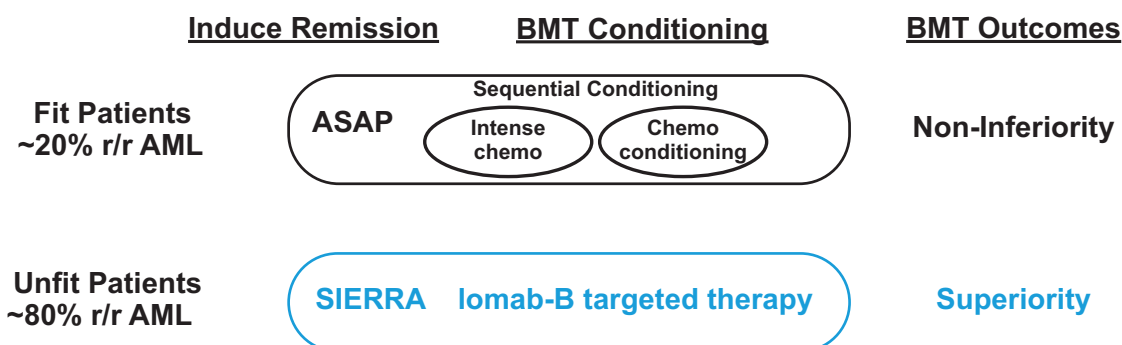 Induce Remission BMT Conditioning BMT Outcomes
Sequential Conditioning
Fit Patients
~20% r/r AML
ASAP
Intense
chemo
Chemo
conditioning
Non-Inferiority
Unfit Patients
~80% r/r AML
SIERRA Iomab-B targeted therapy
Superiority